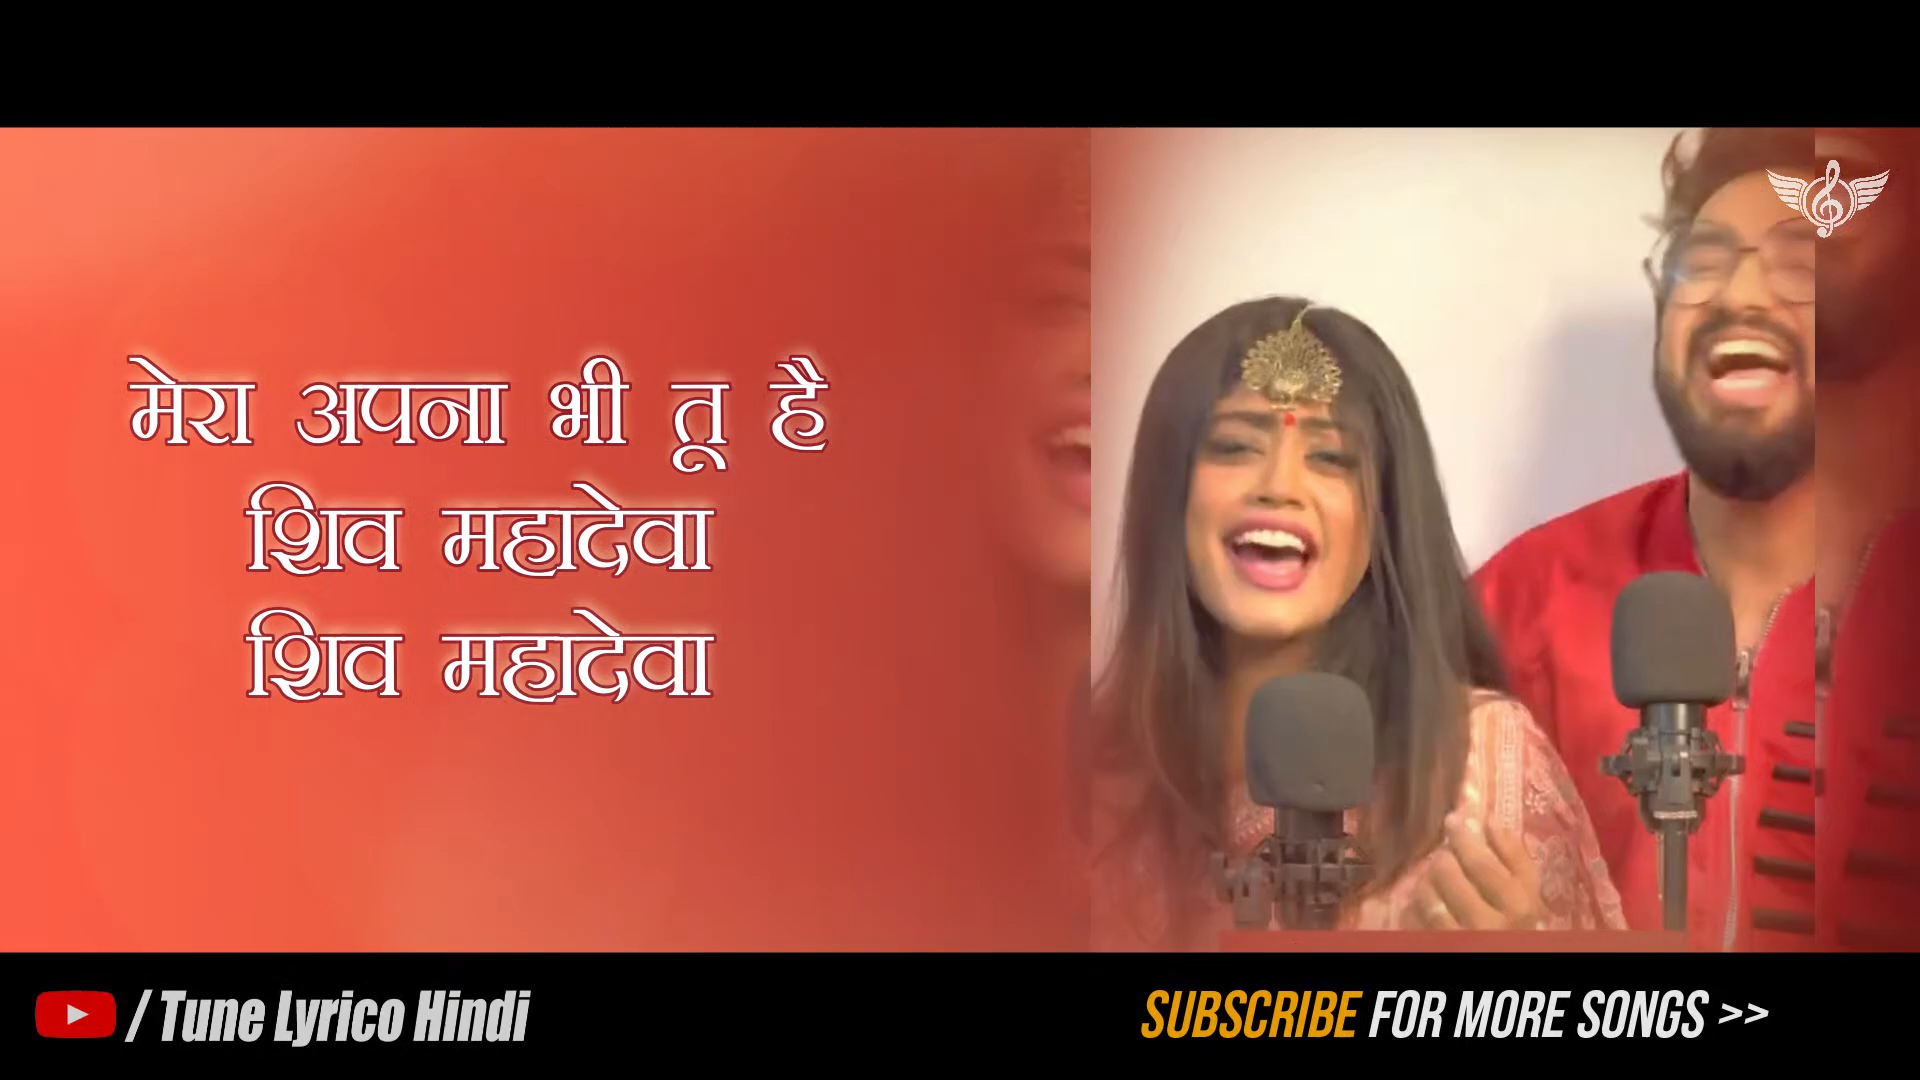 मेरा अपना भी तू है
शिव महादेवा
शिव महादेवा
/Tune Lyrico Hindi
SUBSCRIBE FOR MORE SONGS >>